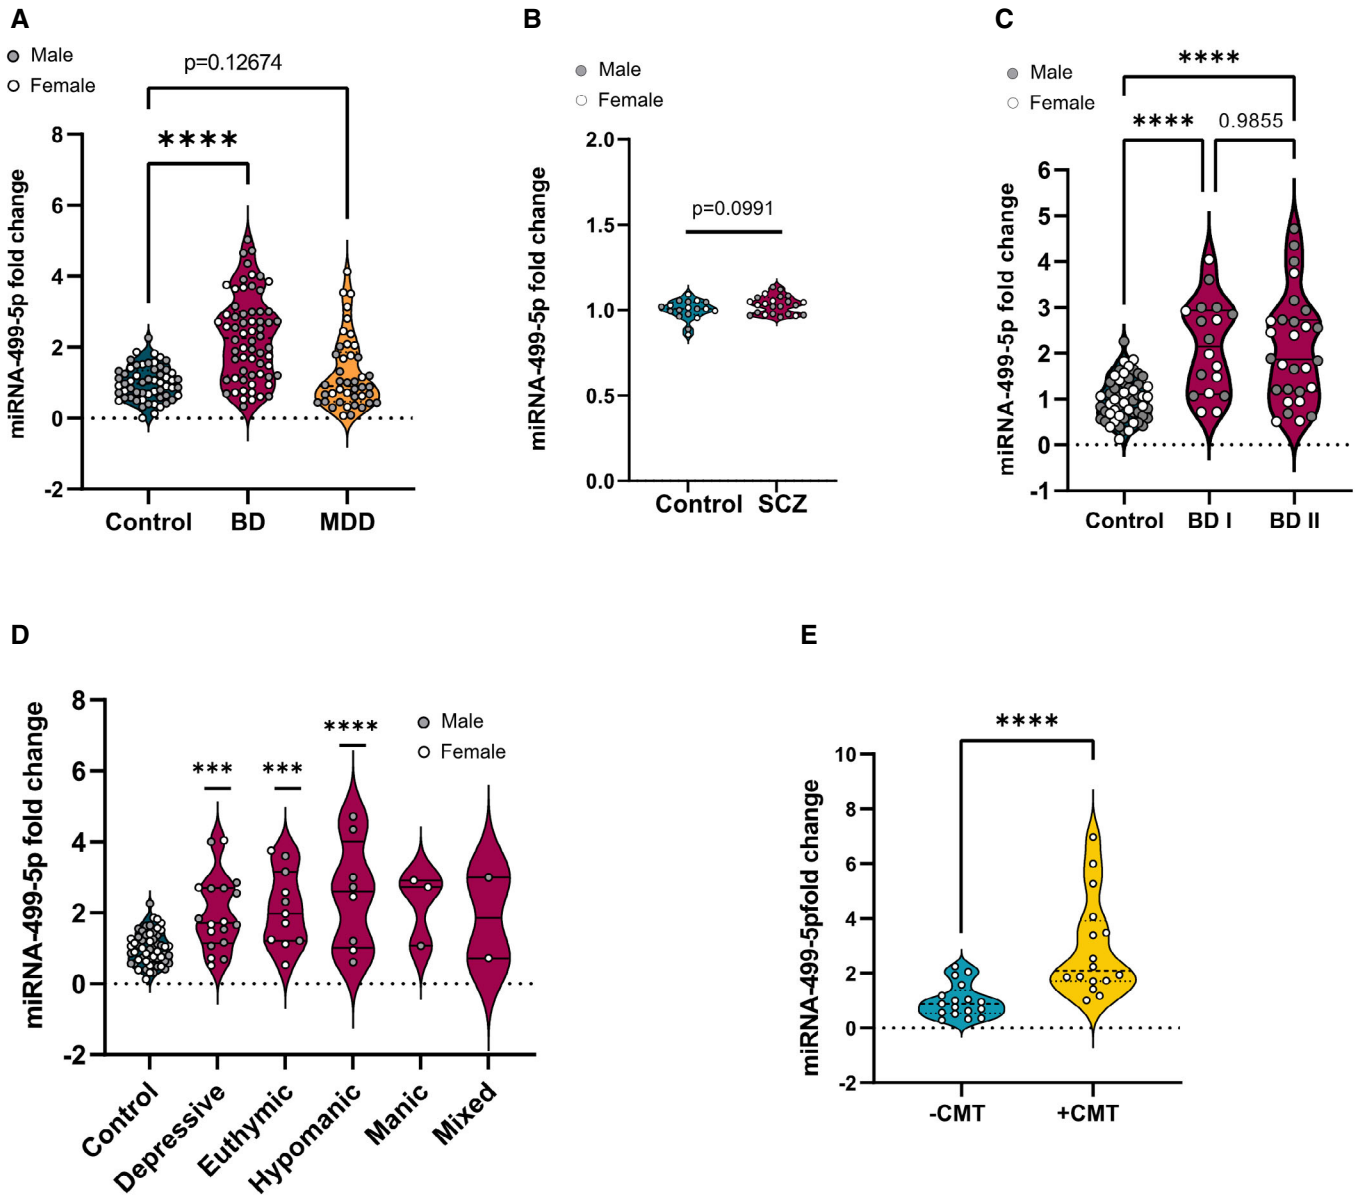 A
Male
Female
p=0.12674
****
miRNA-499-5p fold change
8
6
4
2
0
-2
Control
BD
MDD
B
Male
Female
p=0.0991
miRNA-499-5p fold change
2.0
1.5
1.0
0.5
0.0
Control
SCZ
C
Male
Female
****
****
0.9855
miRNA-499-5p fold change
6
5
4
3
2
1
0
-1
Control
BD I
BD II
D
Male
Female
***
***
****
miRNA-499-5p fold change
8
6
4
2
0
-2
Control
Depressive
Euthymic
Hypomanic
Manic
Mixed
E
****
miRNA-499-5pfold change
10
8
6
4
2
0
-2
-CMT
+CMT